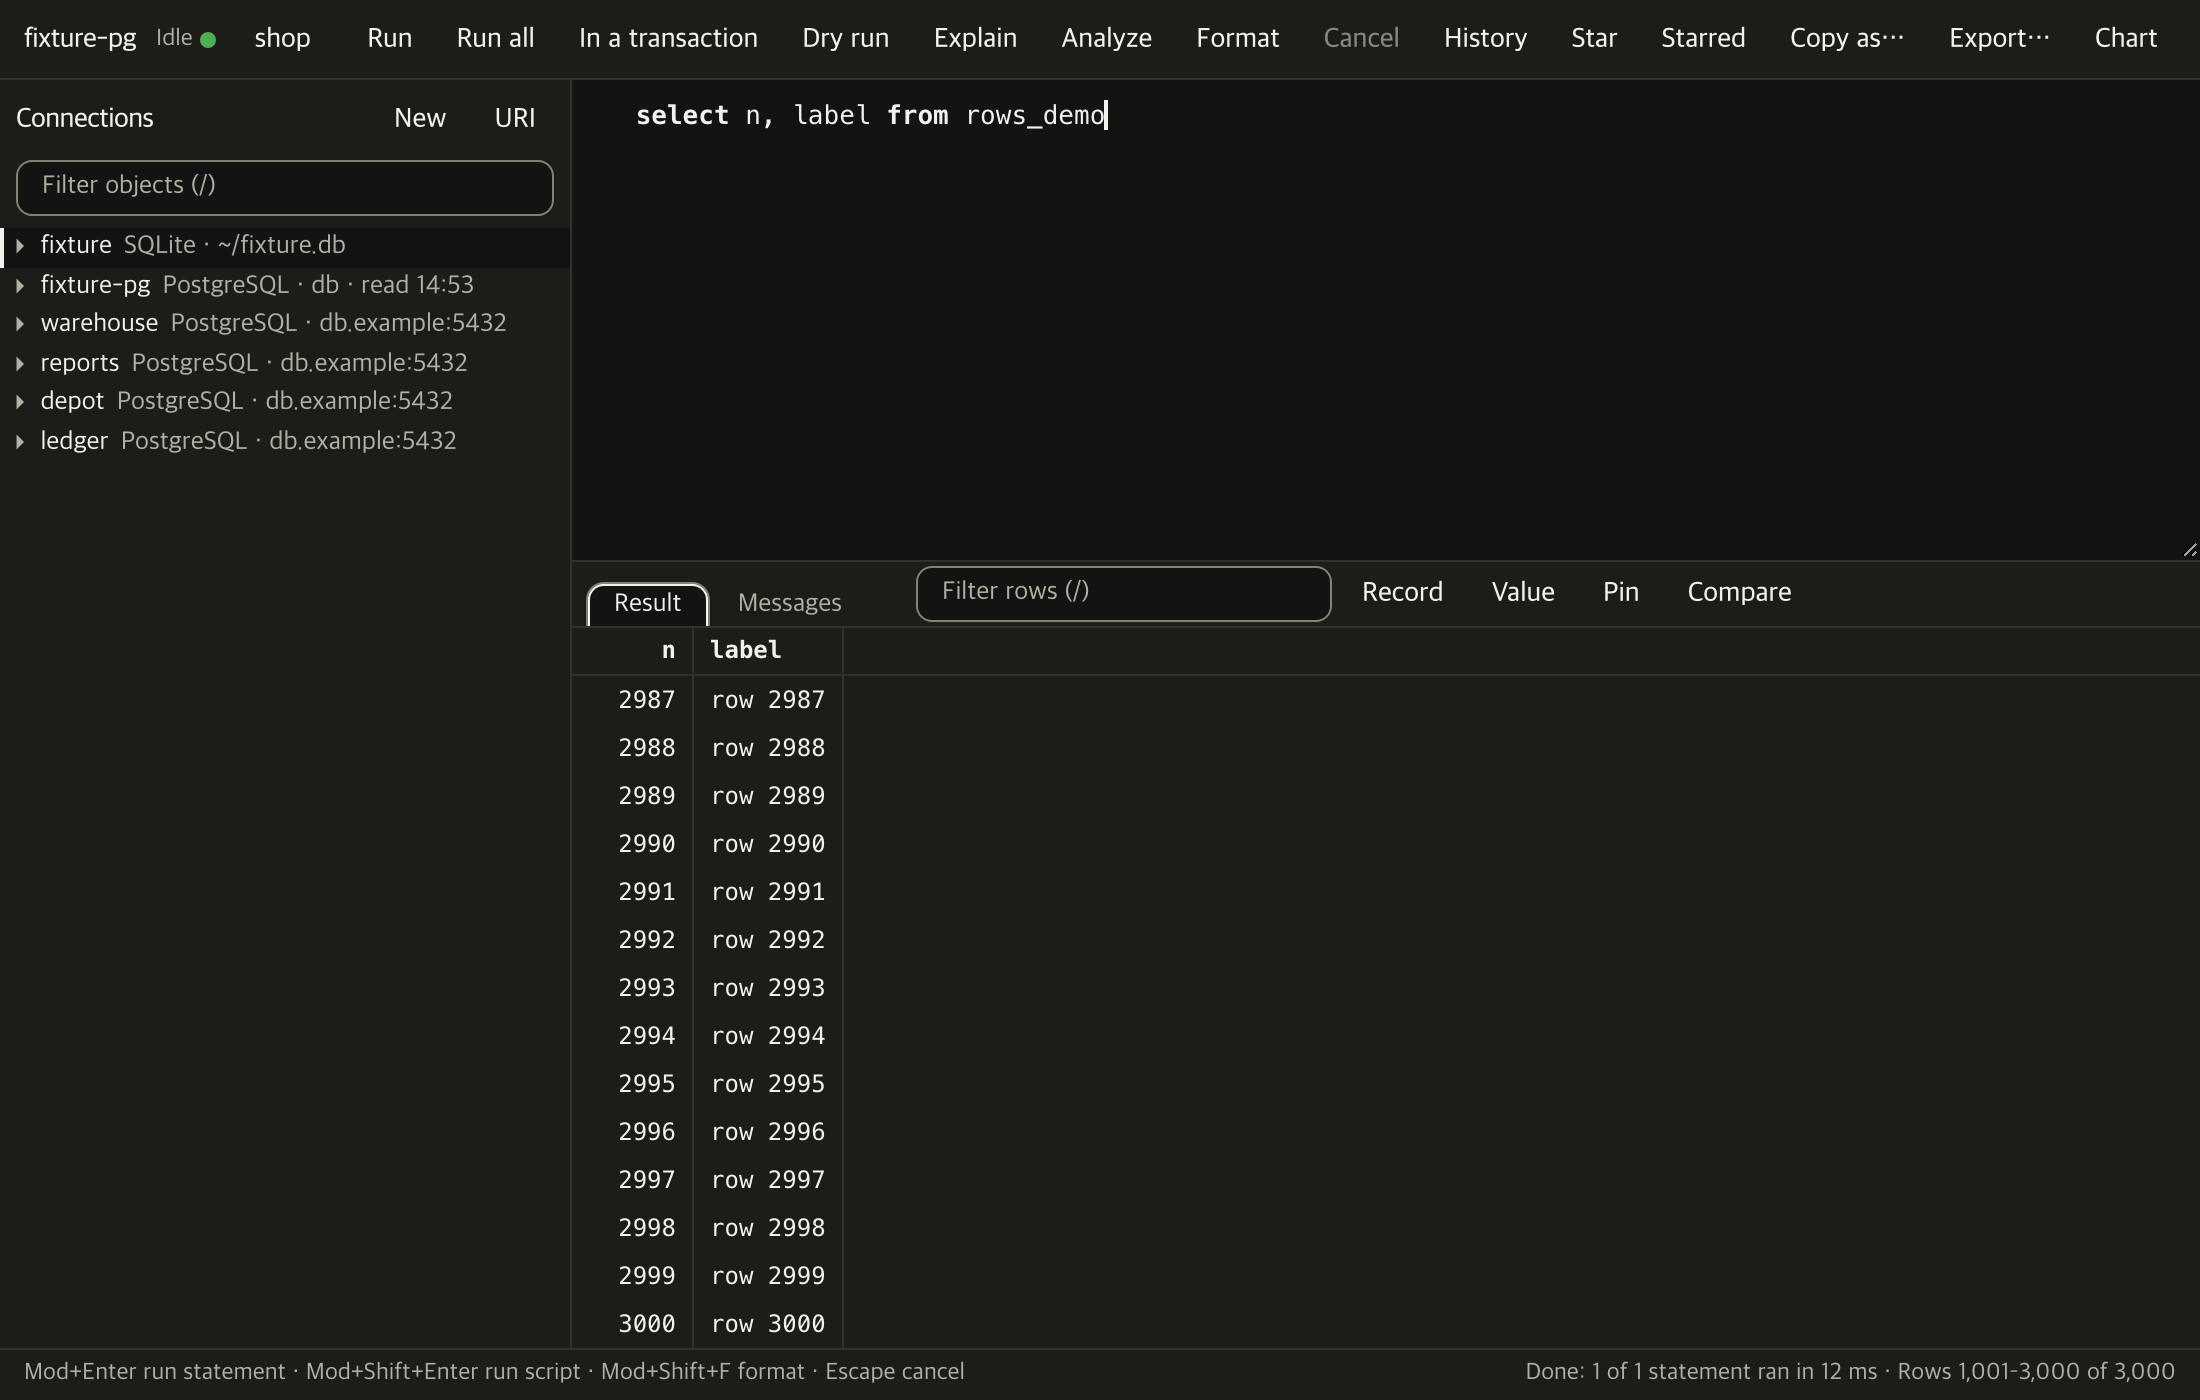 fixture-pg Idle shop Run Run all In a transaction Dry run Explain Analyze Format Cancel History Star Starred Copy as··· Export··· Chart
Connections New URI
Filter objects (/)
fixture SQLite · ~/fixture.db
fixture-pg PostgreSQL · db · read 14:53
warehouse PostgreSQL · db.example:5432
reports PostgreSQL · db.example:5432
depot PostgreSQL · db.example:5432
ledger PostgreSQL · db.example:5432
select n, label from rows_demo
Result Messages Filter rows (/) Record Value Pin Compare
n label
2987 row 2987
2988 row 2988
2989 row 2989
2990 row 2990
2991 row 2991
2992 row 2992
2993 row 2993
2994 row 2994
2995 row 2995
2996 row 2996
2997 row 2997
2998 row 2998
2999 row 2999
3000 row 3000
Mod+Enter run statement · Mod+Shift+Enter run script · Mod+Shift+F format · Escape cancel
Done: 1 of 1 statement ran in 12 ms · Rows 1,001-3,000 of 3,000